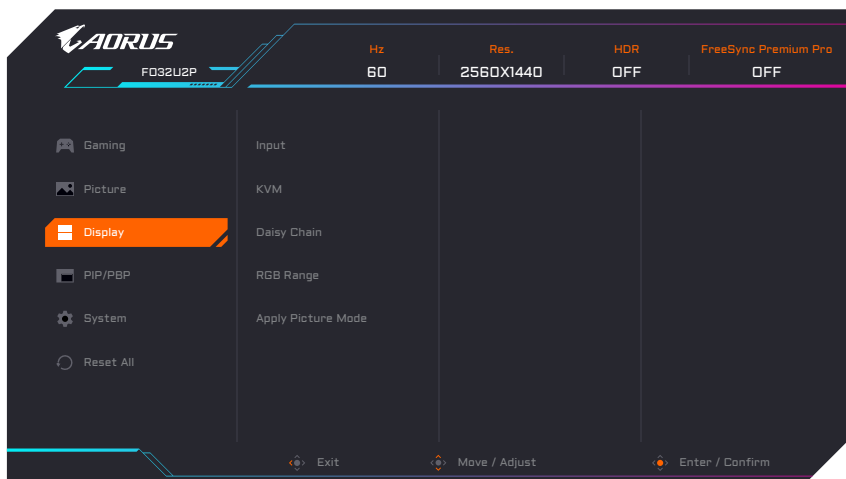 AORUS
FO32U2P
Hz
Res.
HDR
FreeSync Premium Pro
60
2560X1440
OFF
OFF
Gaming
Picture
Display
PIP/PBP
System
Reset All
Input
KVM
Daisy Chain
RGB Range
Apply Picture Mode
Exit
Move / Adjust
Enter / Confirm